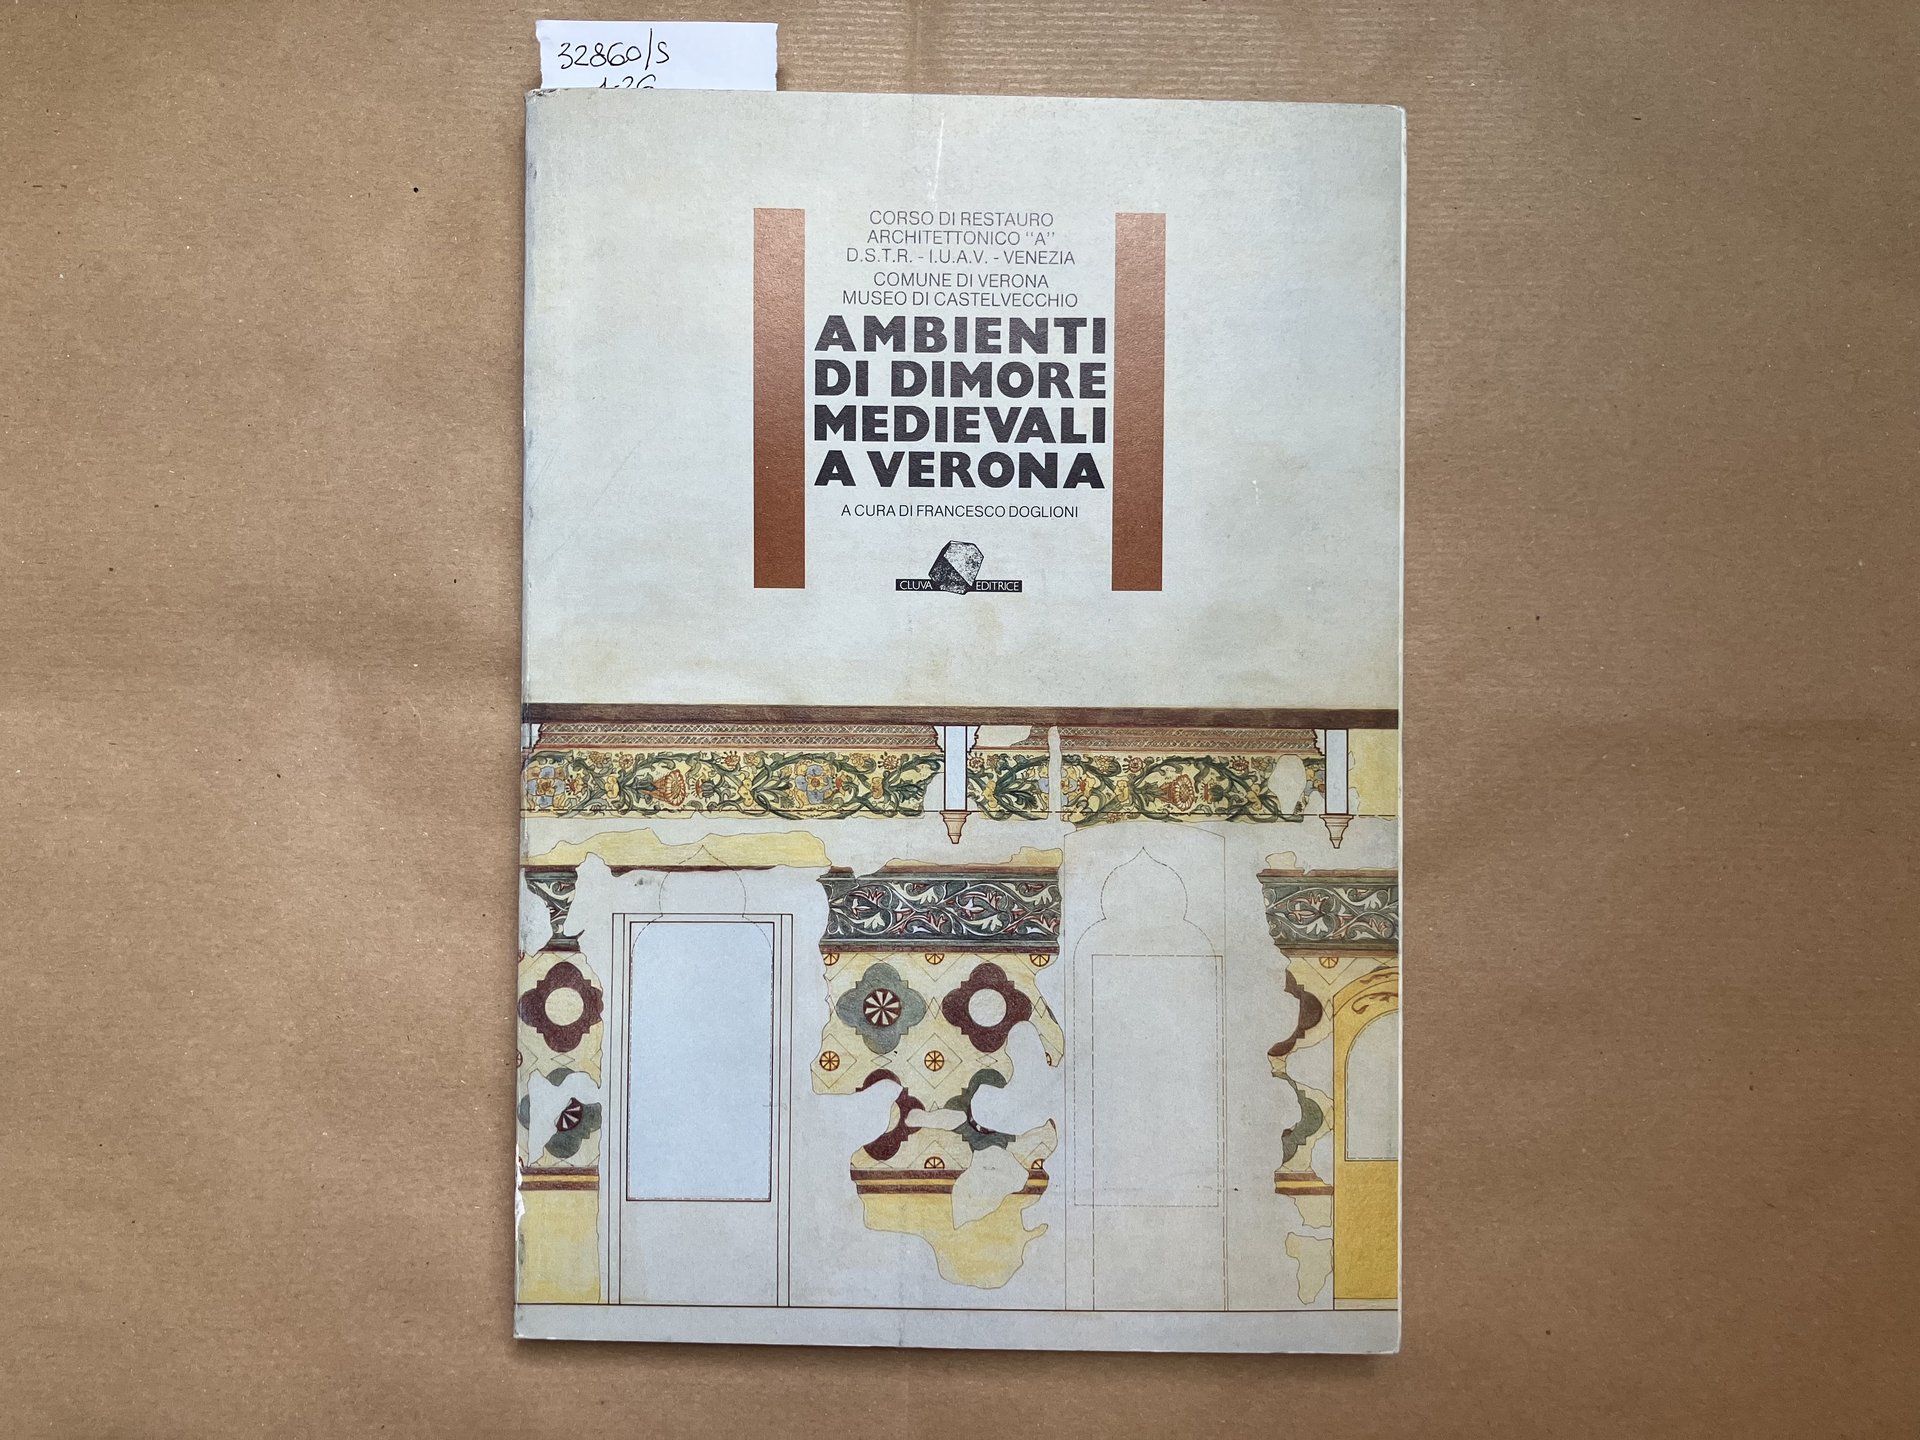 32860/S
CORSO DI RESTAURO
ARCHITETTONICO "A"
D.S.T.R. - I.U.A.V. - VENEZIA
COMUNE DI VERONA
MUSEO DI CASTELVECCHIO
AMBIENTI
DI DIMORE
MEDIEVALI
A VERONA
A CURA DI FRANCESCO DOGLIONI
CLUVA EDITRICE